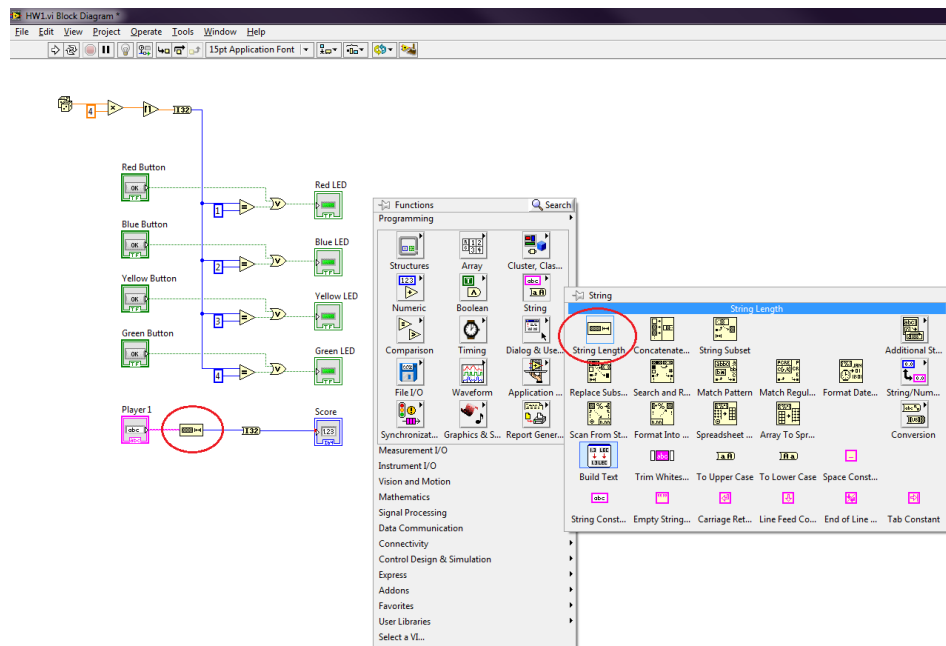 HW1.vi Block Diagram *
File Edit View Project Operate Tools Window Help
15pt Application Font
4
I32
Red Button
OK
TF
Red LED
TF
1
Blue Button
OK
TF
Blue LED
TF
2
Yellow Button
OK
TF
Yellow LED
TF
3
Green Button
OK
TF
Green LED
TF
4
Player 1
abc
I32
Score
123
Functions Search
Programming
Structures Array Cluster, Clas...
Numeric Boolean String
Comparison Timing Dialog & Use...
File I/O Waveform Application ...
Synchronizat... Graphics & S... Report Gener...
Measurement I/O
Instrument I/O
Vision and Motion
Mathematics
Signal Processing
Data Communication
Connectivity
Control Design & Simulation
Express
Addons
Favorites
User Libraries
Select a VI...
String
String Length
String Length Concatenate... String Subset Additional St...
Replace Subs... Search and R... Match Pattern Match Regul... Format Date... String/Num...
Scan From St... Format Into ... Spreadsheet ... Array To Spr... Conversion
Build Text Trim Whites... To Upper Case To Lower Case Space Const...
String Const... Empty String... Carriage Ret... Line Feed Co... End of Line ... Tab Constant